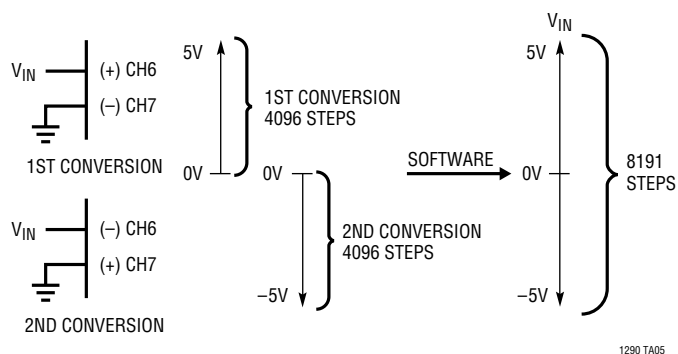 V_IN
(+) CH6
(–) CH7
1ST CONVERSION
5V
0V
1ST CONVERSION
4096 STEPS
V_IN
(–) CH6
(+) CH7
2ND CONVERSION
0V
–5V
2ND CONVERSION
4096 STEPS
SOFTWARE
V_IN
5V
0V
–5V
8191
STEPS
1290 TA05